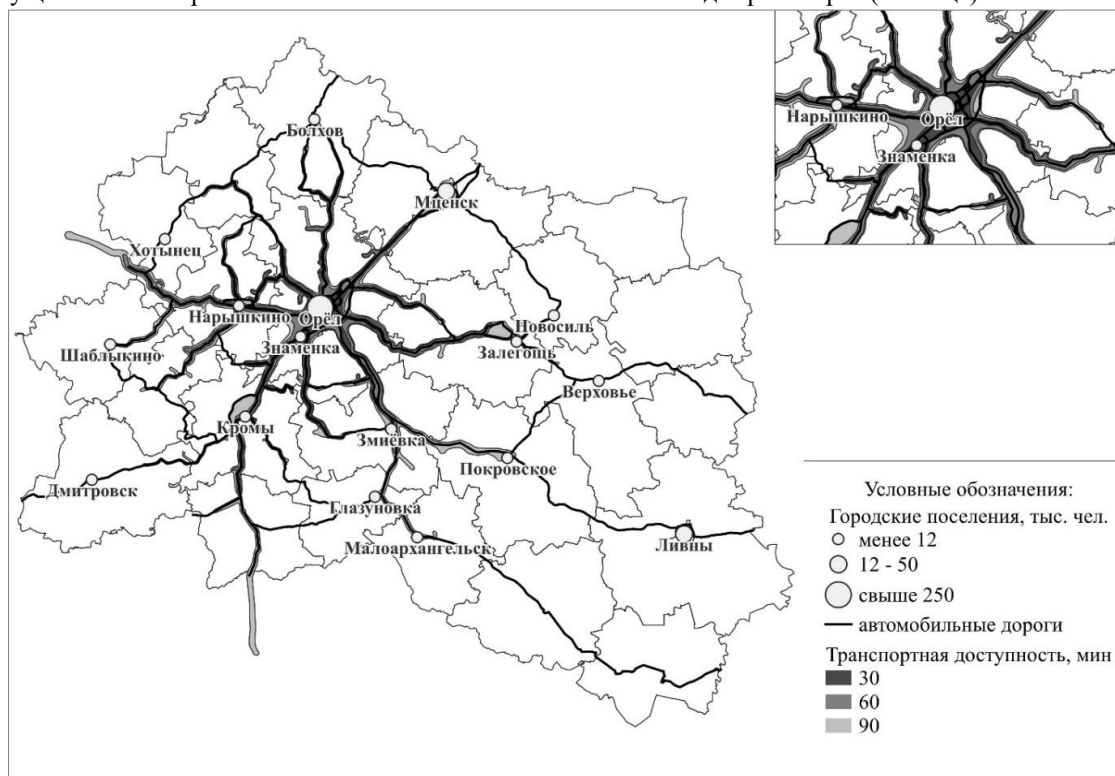 Болхов
Мценск
Хотынец
Нарышкино
Орёл
Знаменка
Новосиль
Залегощь
Шаблыкино
Верховье
Кромы
Змиёвка
Покровское
Дмитровск
Глазуновка
Малоархангельск
Ливны
Нарышкино
Орёл
Знаменка
Условные обозначения:
Городские поселения, тыс. чел.
менее 12
12 - 50
свыше 250
автомобильные дороги
Транспортная доступность, мин
30
60
90